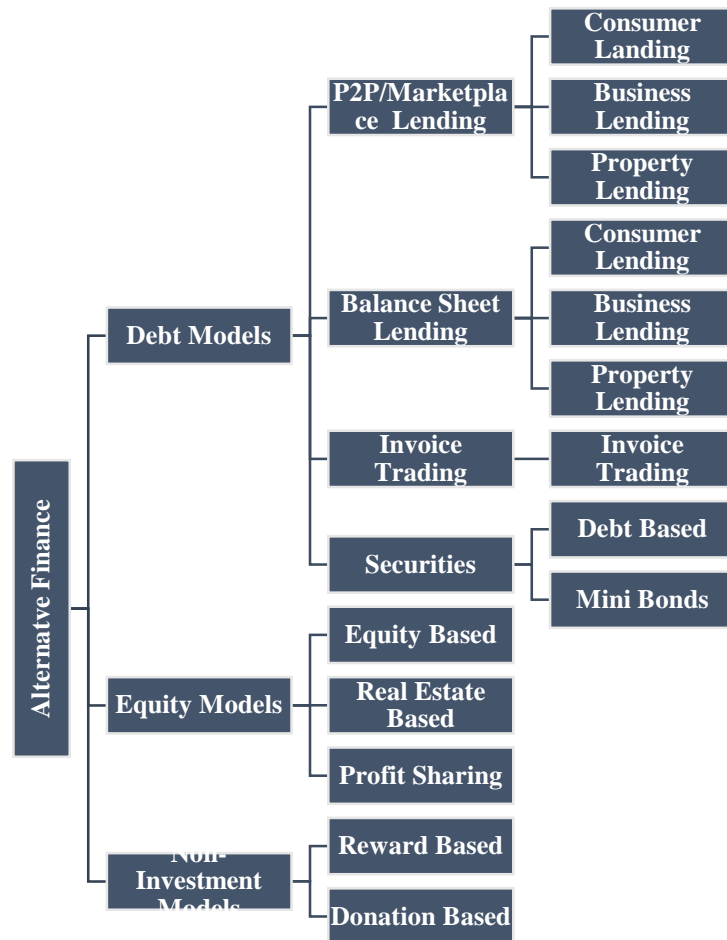 Alternatve Finance
Debt Models
P2P/Marketpla
ce Lending
Consumer
Landing
Business
Lending
Property
Lending
Balance Sheet
Lending
Consumer
Lending
Business
Lending
Property
Lending
Invoice
Trading
Invoice
Trading
Securities
Debt Based
Mini Bonds
Equity Models
Equity Based
Real Estate
Based
Profit Sharing
Non-
Investment
Models
Reward Based
Donation Based